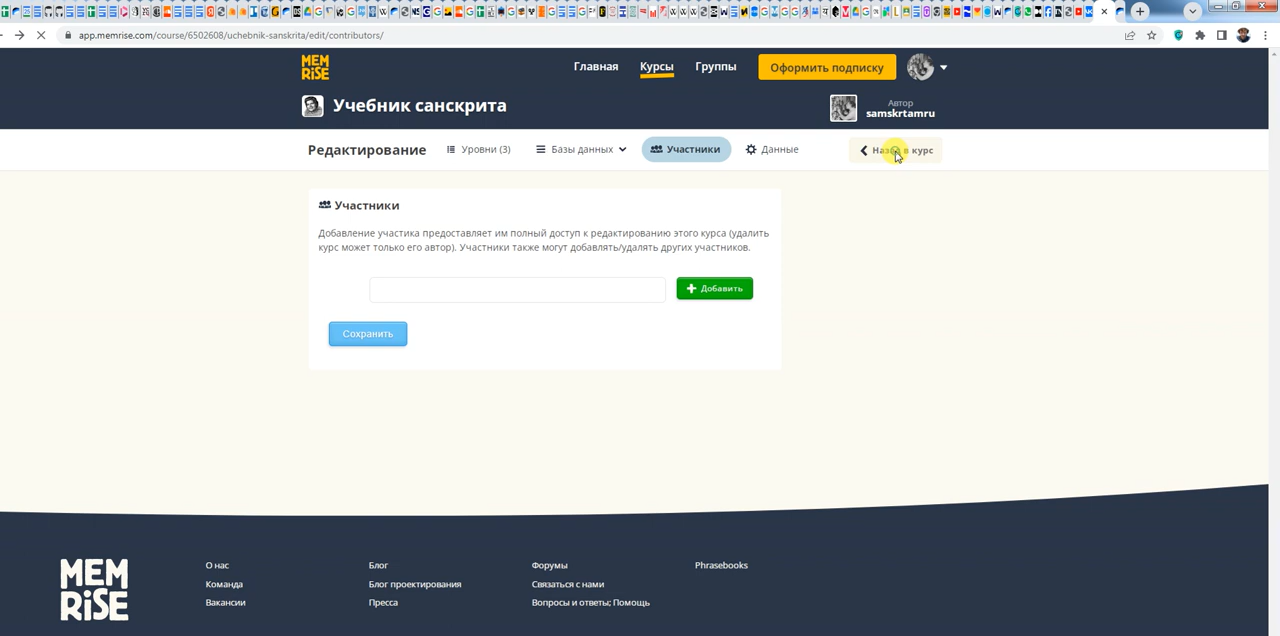 app.memrise.com/course/6502608/uchebnik-sanskrita/edit/contributors/
MEM
RiSE
Главная
Курсы
Группы
Оформить подписку
Учебник санскрита
Автор
samskrtamru
Редактирование
Уровни (3)
Базы данных
Участники
Данные
Назад в курс
Участники
Добавление участика предоставляет им полный доступ к редактированию этого курса (удалить
курс может только его автор). Участники также могут добавлять/удалять других участников.
Добавить
Сохранить
MEM
RiSE
О нас
Блог
Форумы
Phrasebooks
Команда
Блог проектирования
Связаться с нами
Вакансии
Пресса
Вопросы и ответы; Помощь